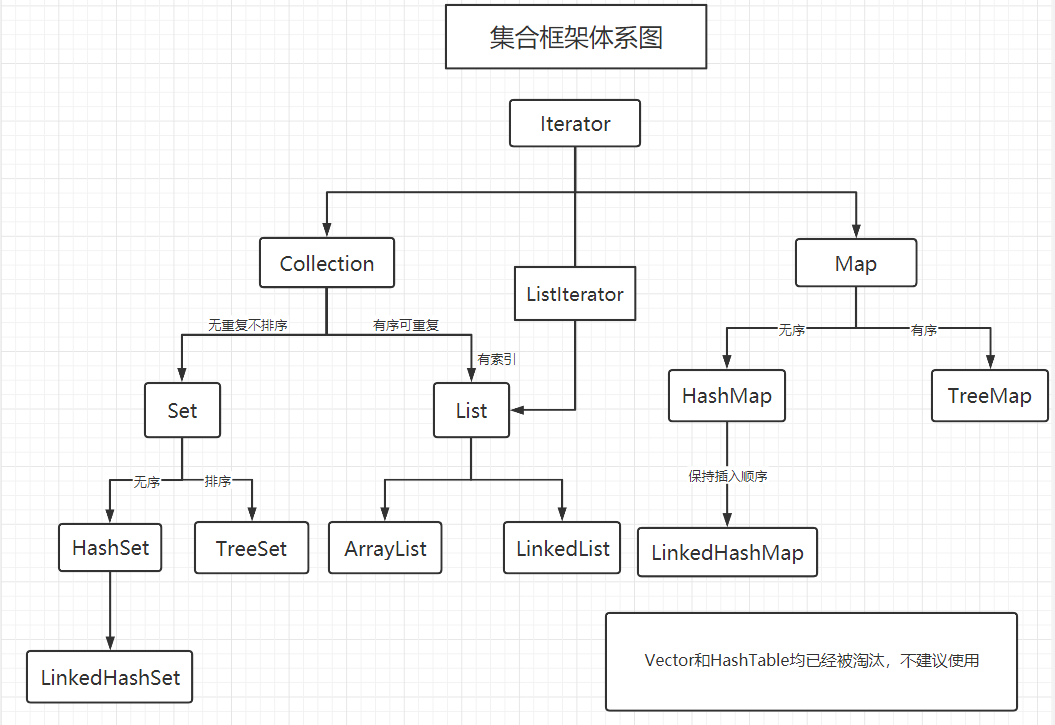 集合框架体系图
Iterator
Collection
ListIterator
Map
无重复不排序
有序可重复
有索引
无序
有序
Set
List
HashMap
TreeMap
无序
排序
保持插入顺序
HashSet
TreeSet
ArrayList
LinkedList
LinkedHashMap
LinkedHashSet
Vector和HashTable均已经被淘汰，不建议使用